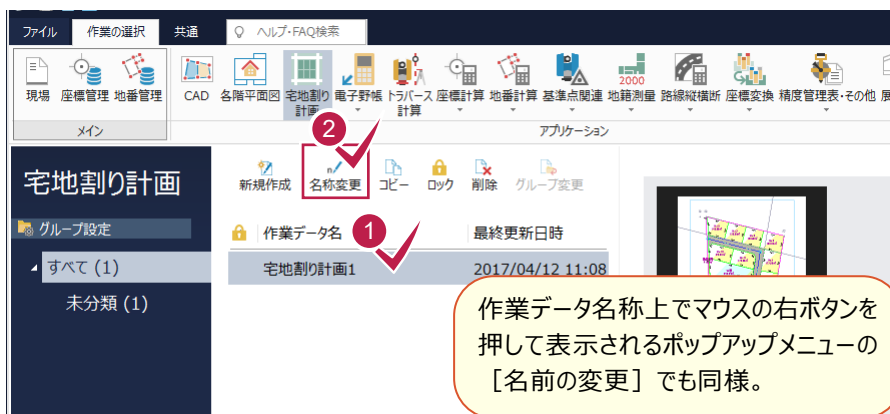 ファイル 作業の選択 共通 ヘルプ・FAQ検索
現場 座標管理 地番管理 CAD 各階平面図 宅地割り計画 電子野帳 トラバース計算 座標計算 地番計算 基準点関連 地籍測量 路線縦横断 座標変換 精度管理表・その他 展
2000
メイン アプリケーション
2
宅地割り計画
新規作成 名称変更 コピー ロック 削除 グループ変更
グループ設定
作業データ名 1 最終更新日時
すべて (1)
宅地割り計画1 2017/04/12 11:08
未分類 (1)
作業データ名称上でマウスの右ボタンを
押して表示されるポップアップメニューの
［名前の変更］でも同様。